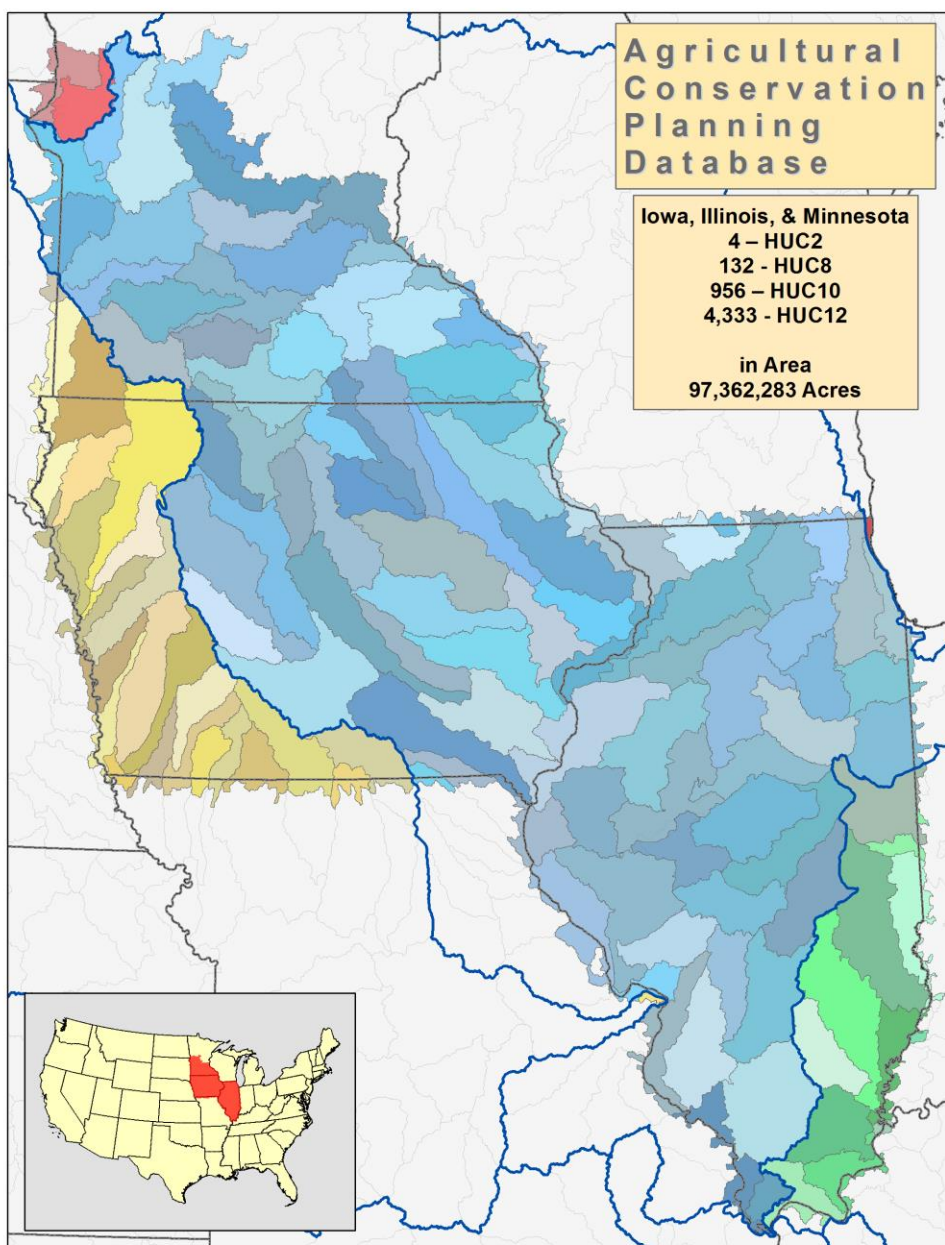 Agricultural
Conservation
Planning
Database
Iowa, Illinois, & Minnesota
4 – HUC2
132 - HUC8
956 – HUC10
4,333 - HUC12
in Area
97,362,283 Acres